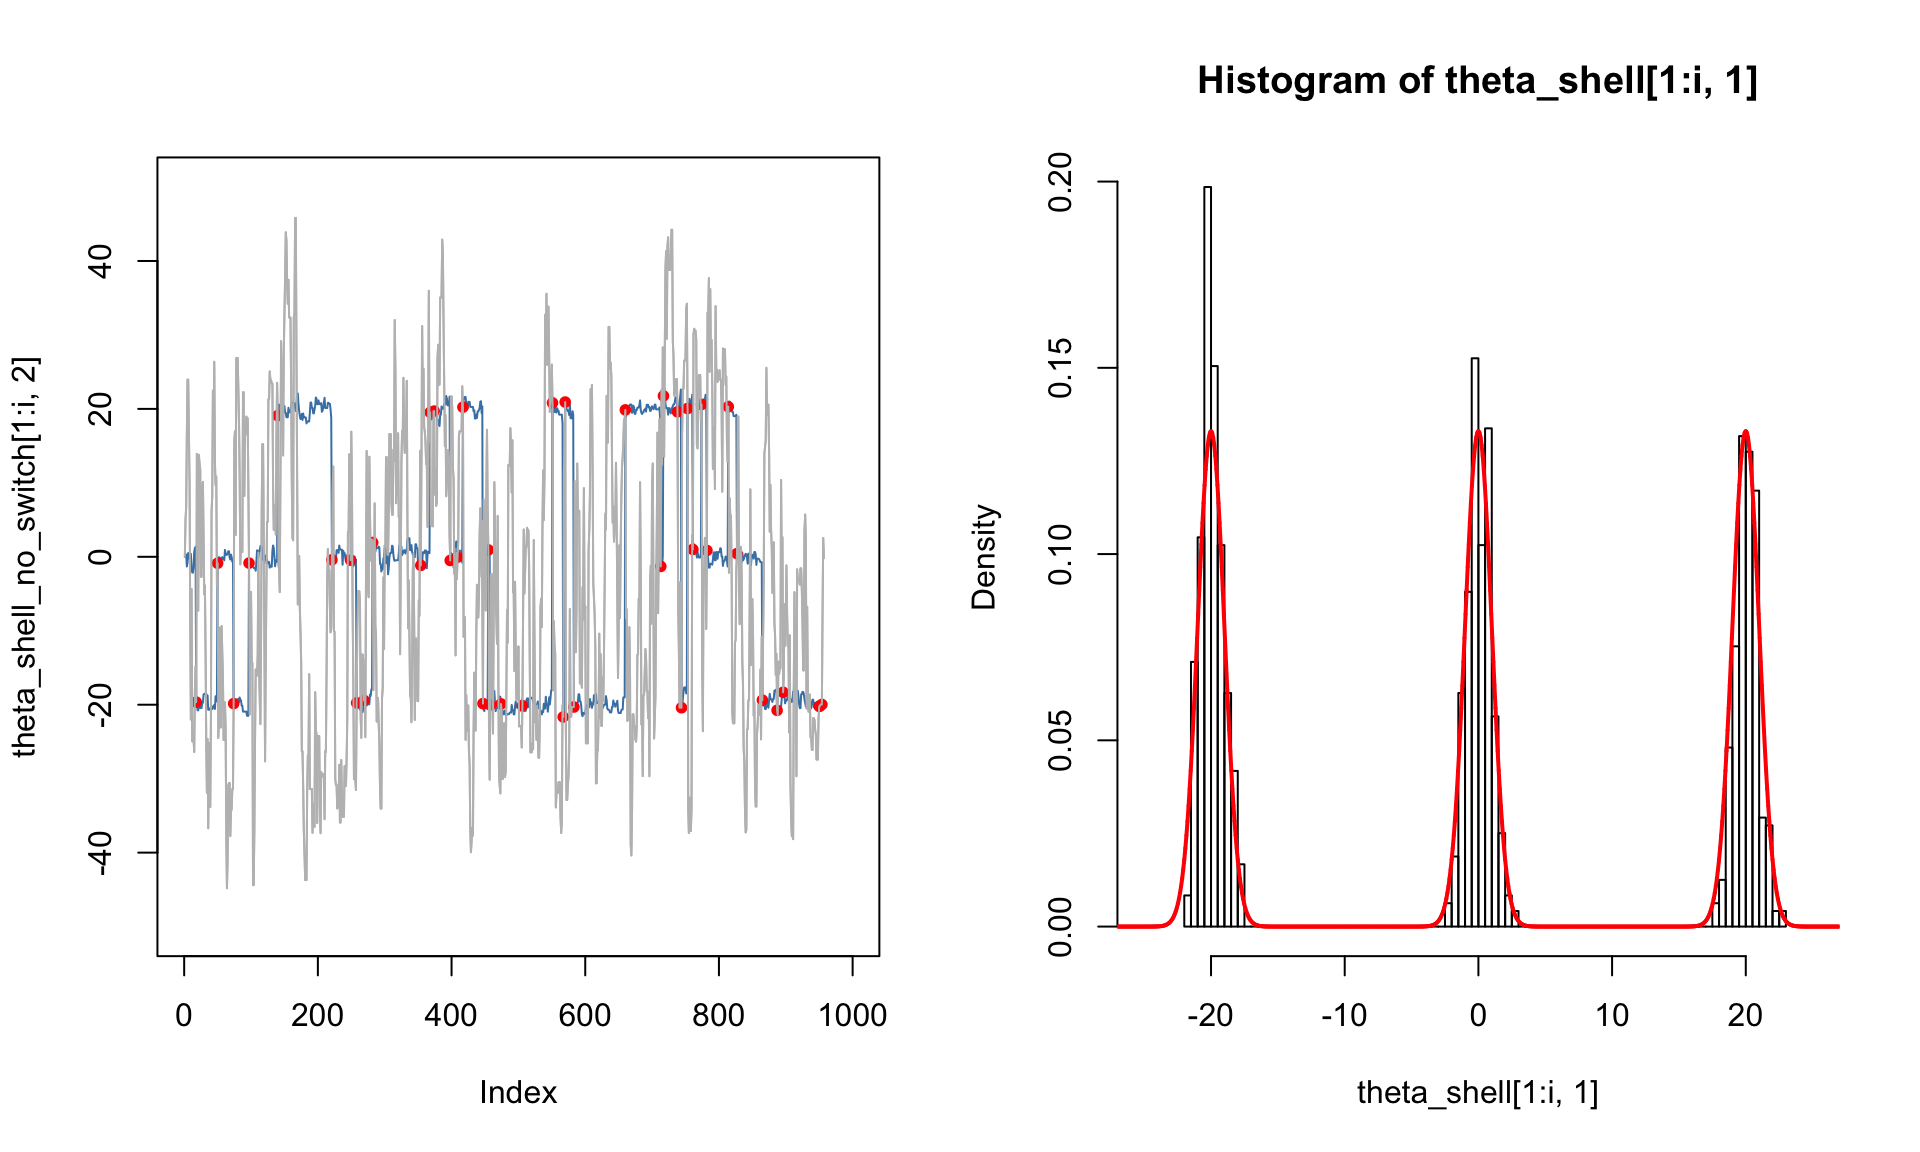 theta_shell_no_switch[1:i, 2]
40
20
0
-20
-40
0 200 400 600 800 1000
Index
Histogram of theta_shell[1:i, 1]
Density
0.20
0.15
0.10
0.05
0.00
-20 -10 0 10 20
theta_shell[1:i, 1]